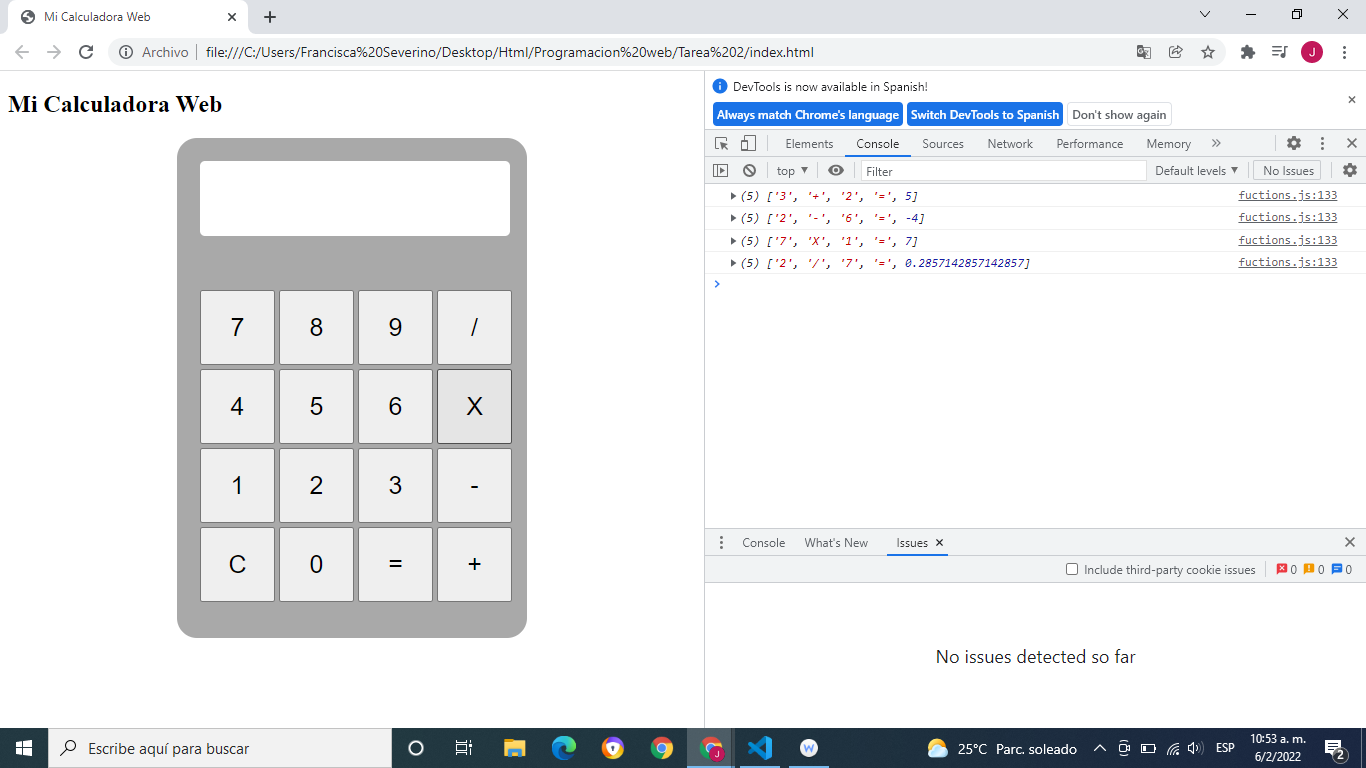 Mi Calculadora Web
Archivo file:///C:/Users/Francisca%20Severino/Desktop/Html/Programacion%20web/Tarea%202/index.html J
Mi Calculadora Web
7 8 9 /
4 5 6 X
1 2 3 -
C 0 = +
DevTools is now available in Spanish!
Always match Chrome's language Switch DevTools to Spanish Don't show again
Elements Console Sources Network Performance Memory
top Filter Default levels No Issues
(5) ['3', '+', '2', '=', 5] fuctions.js:133
(5) ['2', '-', '6', '=', -4] fuctions.js:133
(5) ['7', 'X', '1', '=', 7] fuctions.js:133
(5) ['2', '/', '7', '=', 0.2857142857142857] fuctions.js:133
Console What's New Issues
Include third-party cookie issues 0 0 0
No issues detected so far
Escribe aquí para buscar J W 25°C Parc. soleado ESP 10:53 a. m.
6/2/2022 2